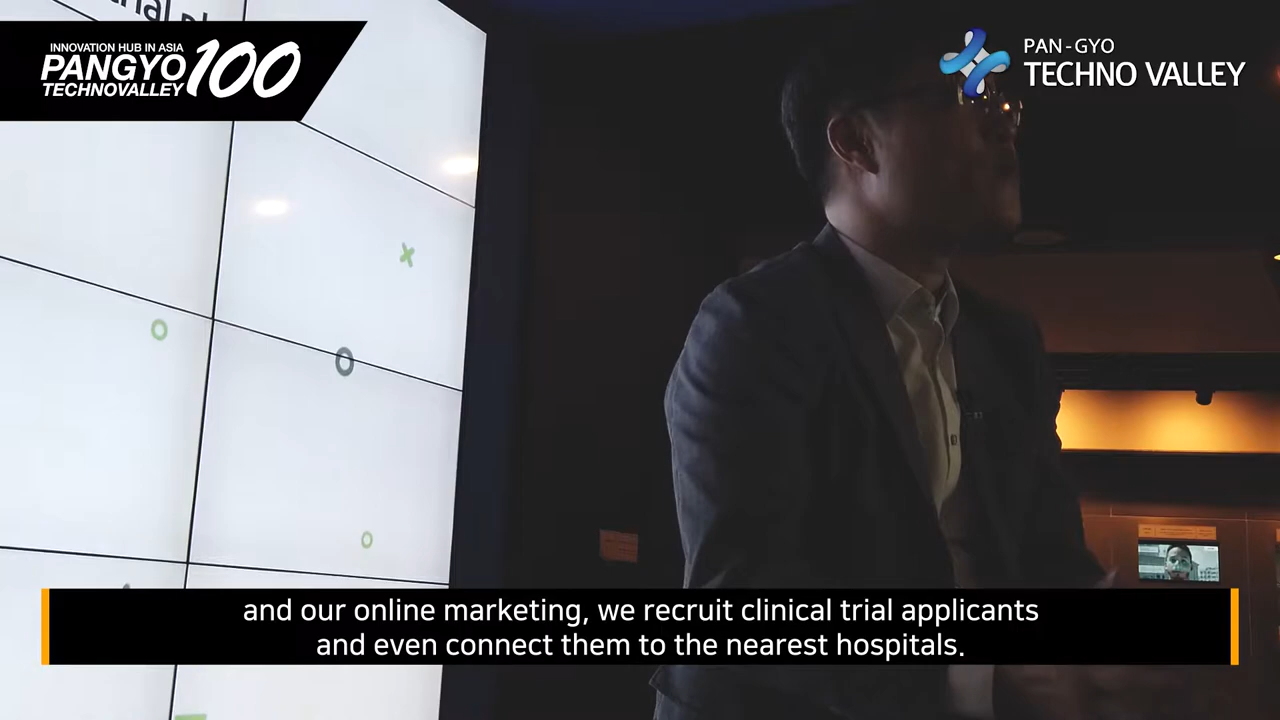 INNOVATION HUB IN ASIA
PANGYO
TECHNOVALLEY
100
PAN-GYO
TECHNO VALLEY
and our online marketing, we recruit clinical trial applicants
and even connect them to the nearest hospitals.